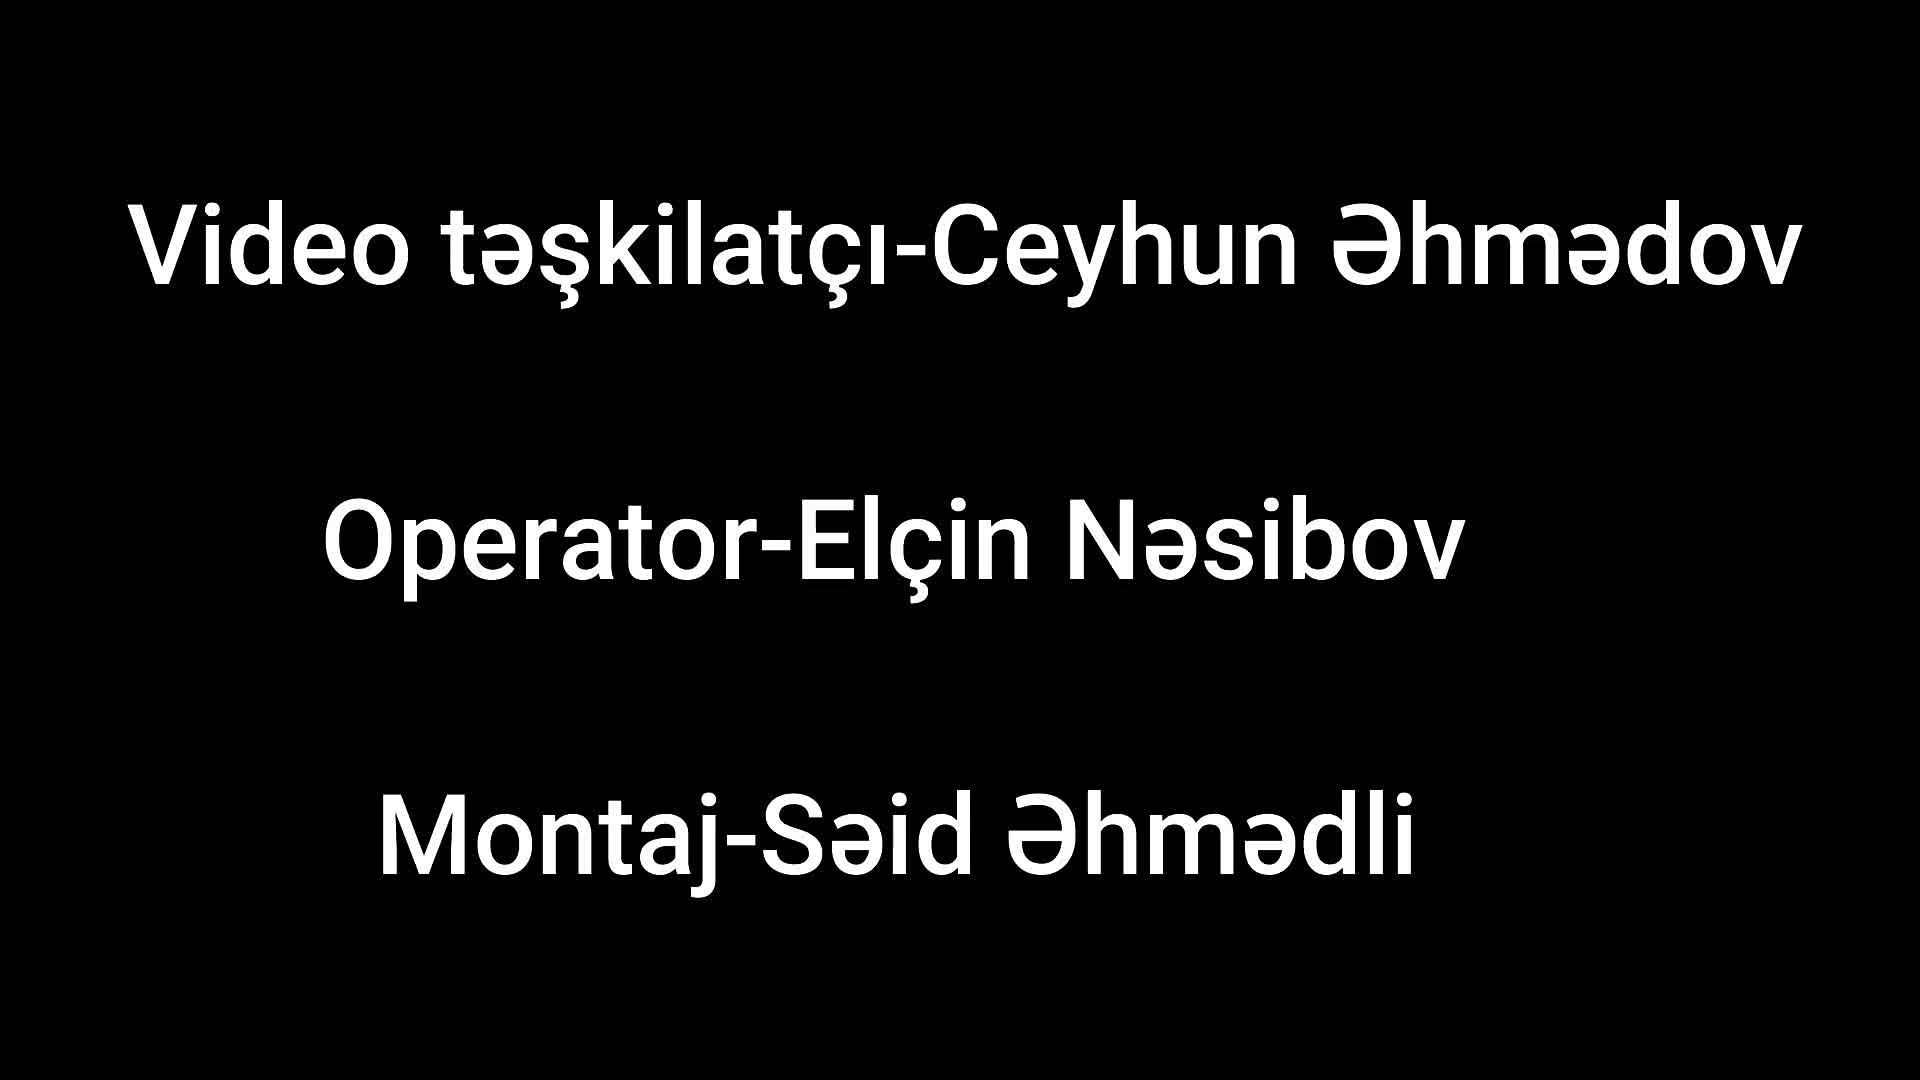 Video təşkilatçı-Ceyhun Əhmədov
Operator-Elçin Nəsibov
Montaj-Səid Əhmədli